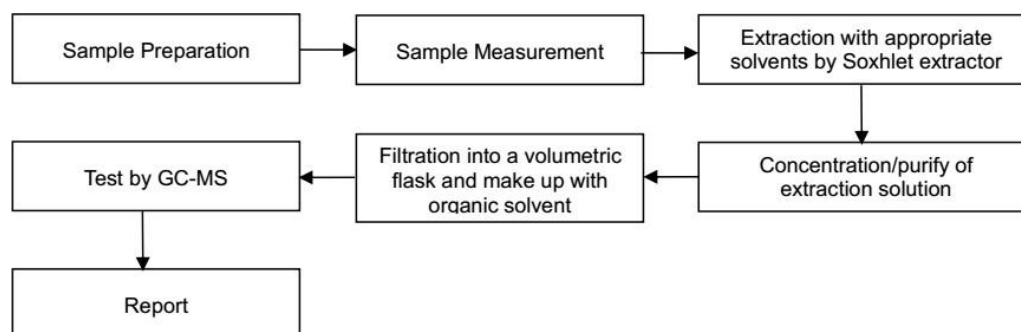 Sample Preparation
Sample Measurement
Extraction with appropriate
solvents by Soxhlet extractor
Concentration/purify of
extraction solution
Filtration into a volumetric
flask and make up with
organic solvent
Test by GC-MS
Report